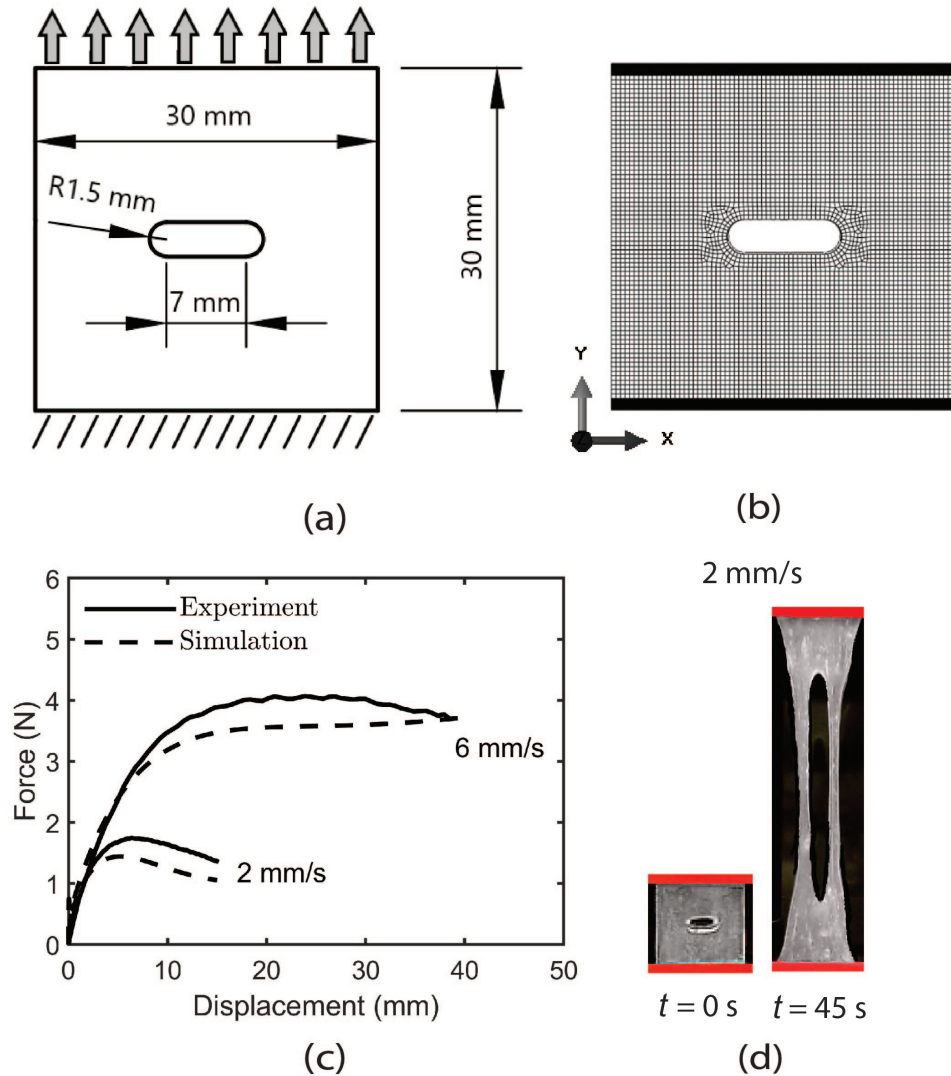 30 mm
R1.5 mm
7 mm
30 mm
(a)
Y
Z
X
(b)
6
5
4
3
2
1
0
Force (N)
Experiment
Simulation
6 mm/s
2 mm/s
0 10 20 30 40 50
Displacement (mm)
(c)
2 mm/s
t = 0 s
t = 45 s
(d)